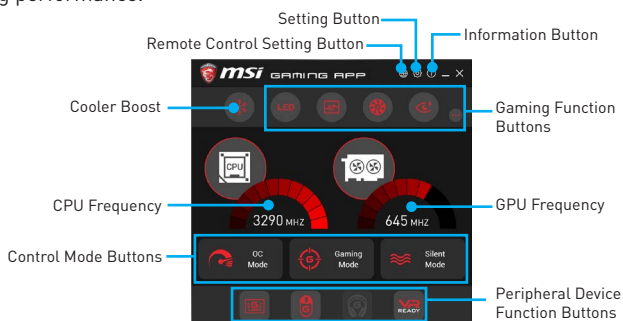 g performance.
Setting Button
Remote Control Setting Button
Information Button
msi GAMING APP
Cooler Boost
LED
Gaming Function
Buttons
CPU
CPU Frequency
3290 MHZ
645 MHZ
GPU Frequency
Control Mode Buttons
OC
Mode
G
Gaming
Mode
Silent
Mode
G
G
VR
READY
Peripheral Device
Function Buttons